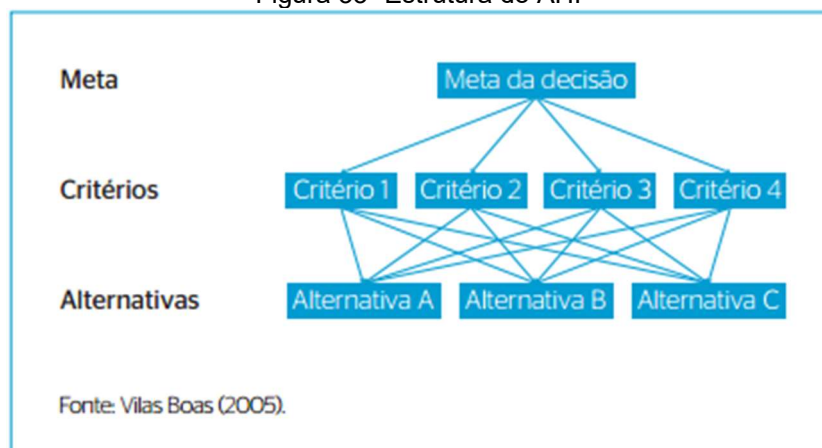 Meta Meta da decisão
Critérios Critério 1 Critério 2 Critério 3 Critério 4
Alternativas Alternativa A Alternativa B Alternativa C
Fonte: Vilas Boas (2005).